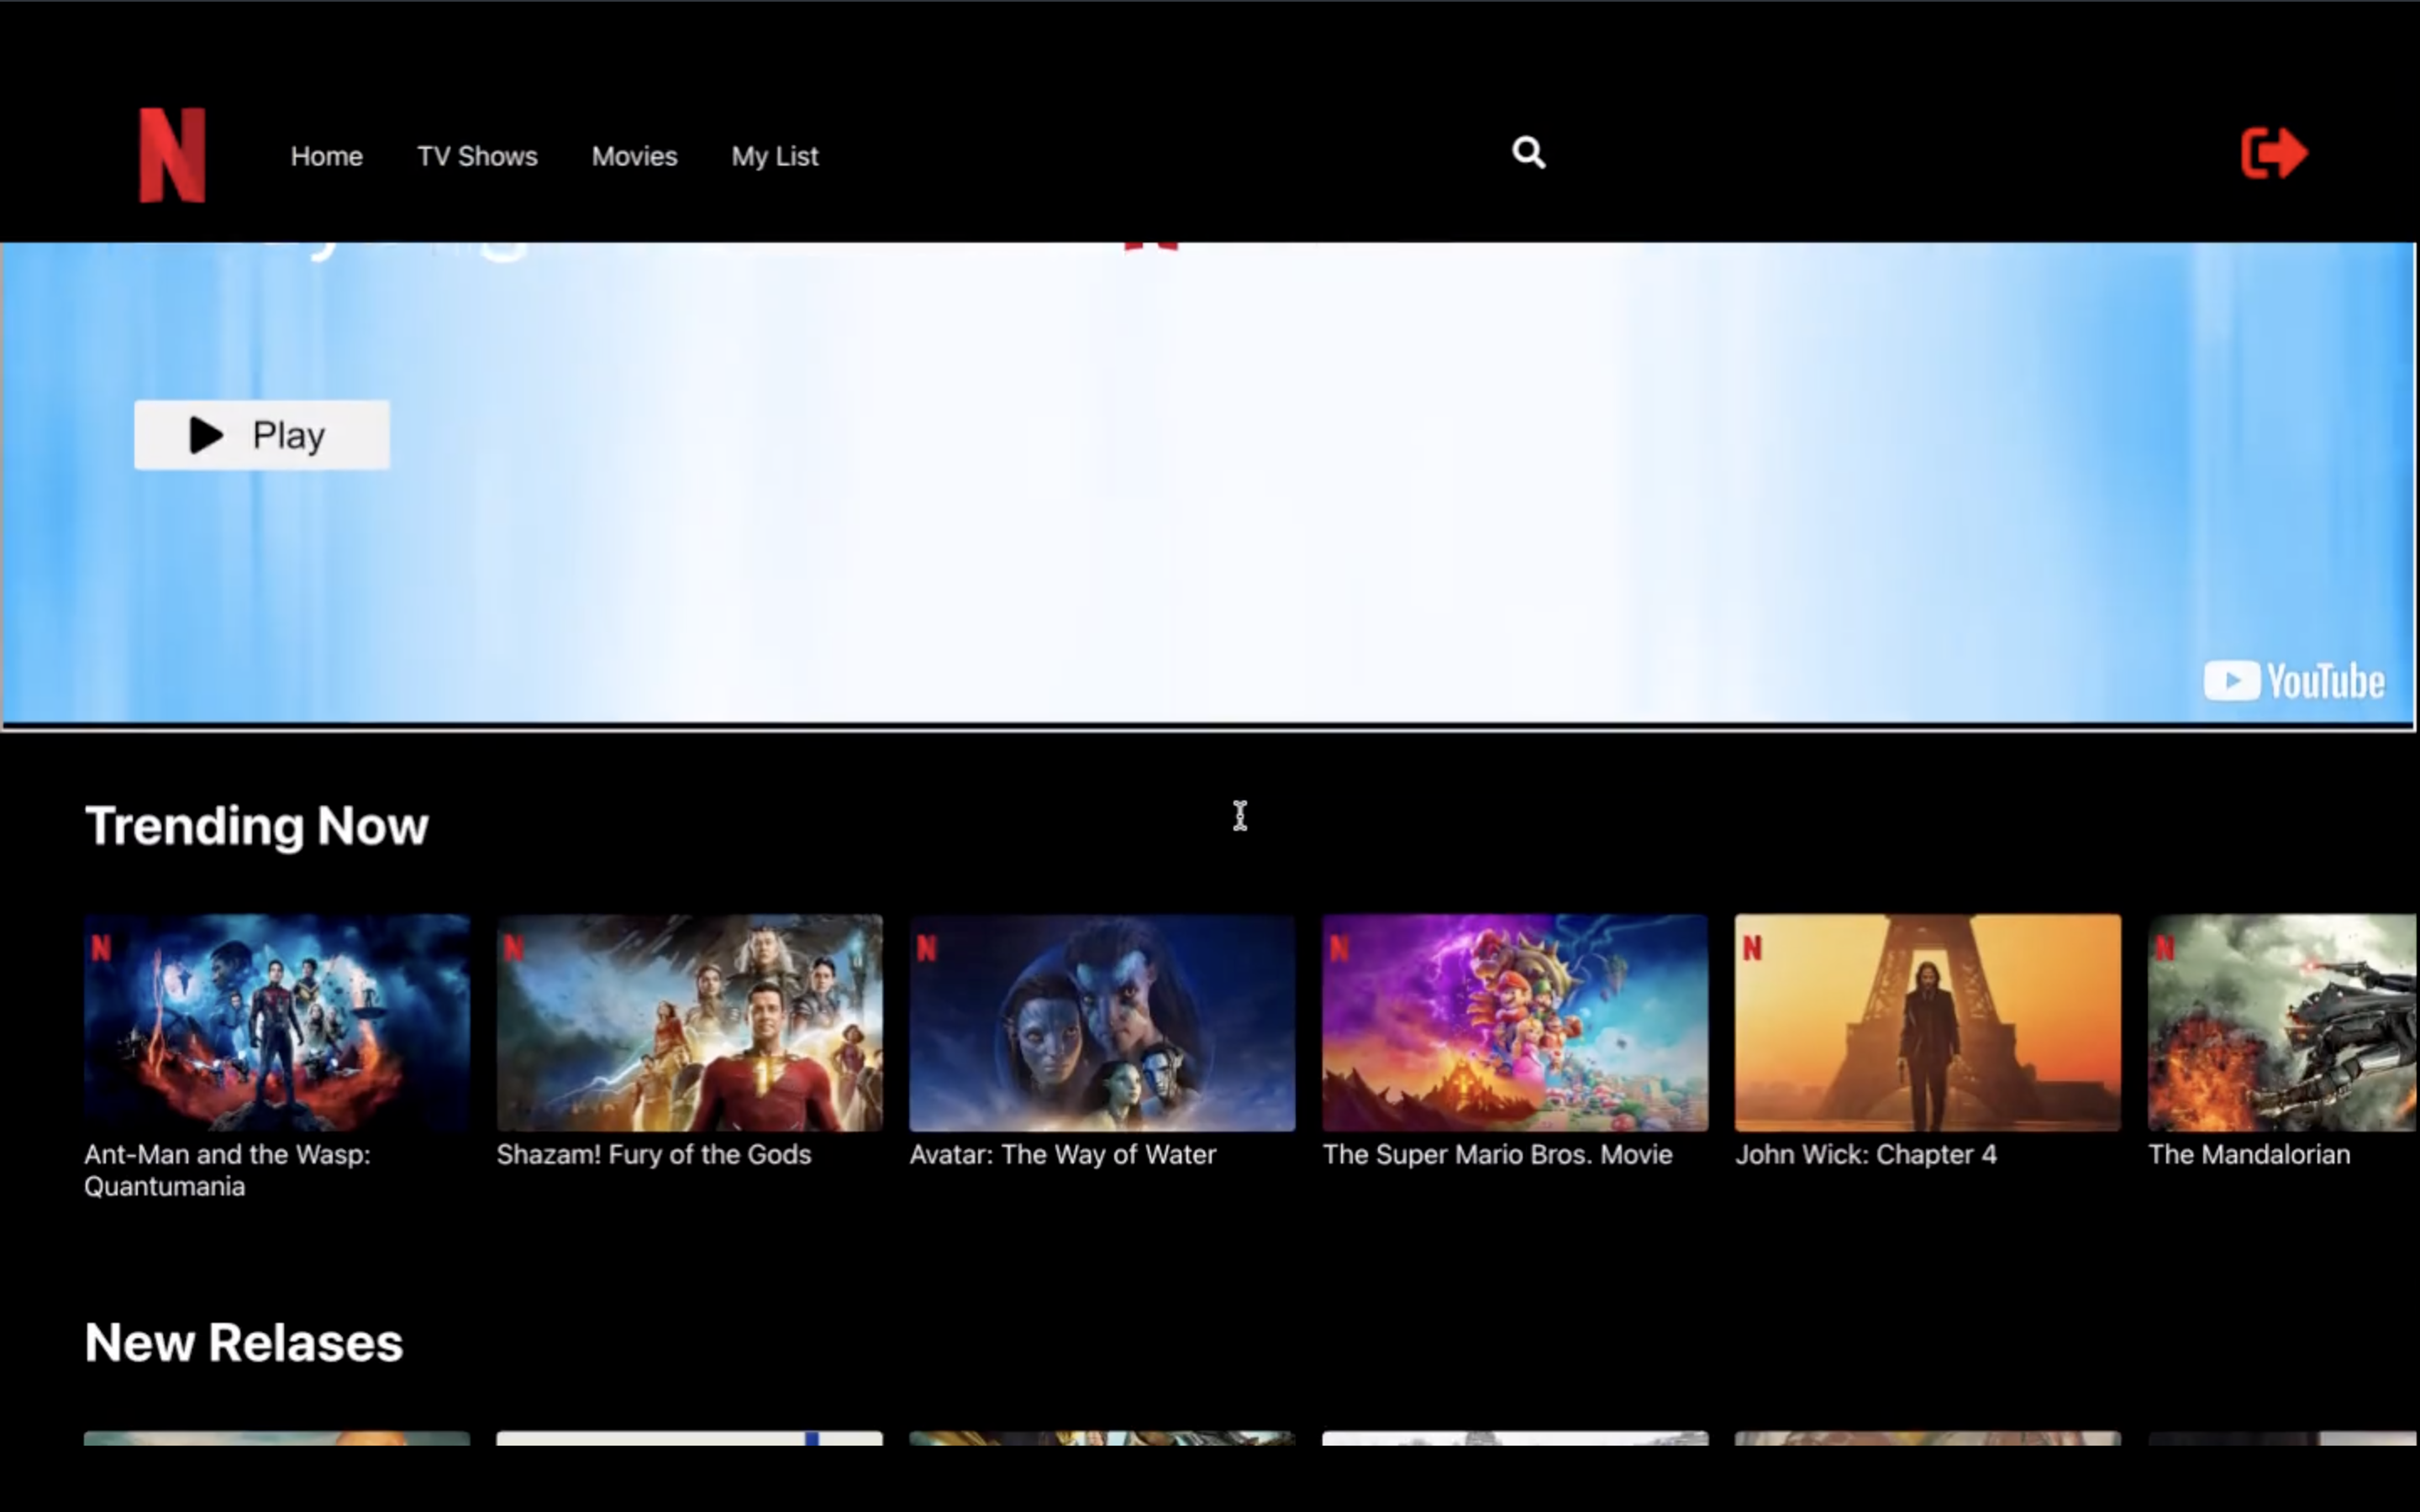 N
Home TV Shows Movies My List
Play
YouTube
Trending Now
N
N
N
N
N
N
Ant-Man and the Wasp:
Quantumania
Shazam! Fury of the Gods
Avatar: The Way of Water
The Super Mario Bros. Movie
John Wick: Chapter 4
The Mandalorian
New Relases